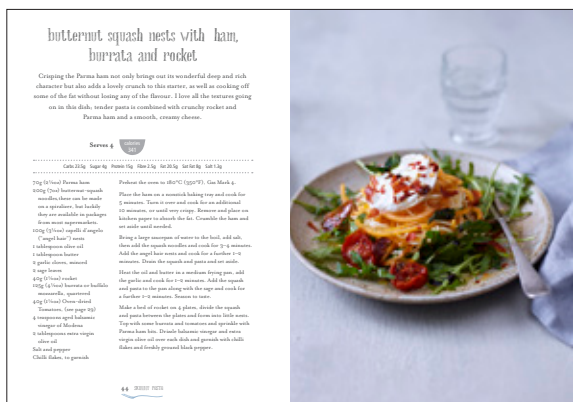 butternut squash nests with ham,
burrata and rocket
Crisping the Parma ham not only brings out its wonderful deep and rich
character but also adds a lovely crunch to this starter, as well as cooking off
some of the fat without losing any of the flavour. I love all the textures going
on in this dish; tender pasta is combined with crunchy rocket and
Parma ham and a smooth, creamy cheese.
Serves 4
calories
343
Carbs 23.5g Sugar 4g Protein 15g Fibre 2.5g Fat 20.5g Sat Fat 8g Salt 1.2g
70g (2½oz) Parma ham
200g (7oz) butternut-squash
noodles, these can be made
on a spiraliser, but luckily
they are available in packages
from most supermarkets.
100g (3½oz) capelli d'angelo
("angel hair") nests
1 tablespoon olive oil
1 tablespoon butter
2 garlic cloves, minced
2 sage leaves
40g (1½oz) rocket
125g (4½oz) burrata or buffalo
mozzarella, quartered
40g (1½oz) Oven-dried
Tomatoes, (see page 29)
4 teaspoons aged balsamic
vinegar of Modena
2 tablespoons extra virgin
olive oil
Salt and pepper
Chilli flakes, to garnish
Preheat the oven to 180°C (350°F), Gas Mark 4.
Place the ham on a nonstick baking tray and cook for
5 minutes. Turn it over and cook for an additional
10 minutes, or until very crispy. Remove and place on
kitchen paper to absorb the fat. Crumble the ham and
set aside until needed.
Bring a large saucepan of water to the boil, add salt,
then add the squash noodles and cook for 3–4 minutes.
Add the angel hair nests and cook for a further 1–2
minutes. Drain the squash and pasta and set aside.
Heat the oil and butter in a medium frying pan, add
the garlic and cook for 1–2 minutes. Add the squash
and pasta to the pan along with the sage and cook for
a further 1–2 minutes. Season to taste.
Make a bed of rocket on 4 plates, divide the squash
and pasta between the plates and form into little nests.
Top with some burrata and tomatoes and sprinkle with
Parma ham bits. Drizzle balsamic vinegar and extra
virgin olive oil over each dish and garnish with chilli
flakes and freshly ground black pepper.
44